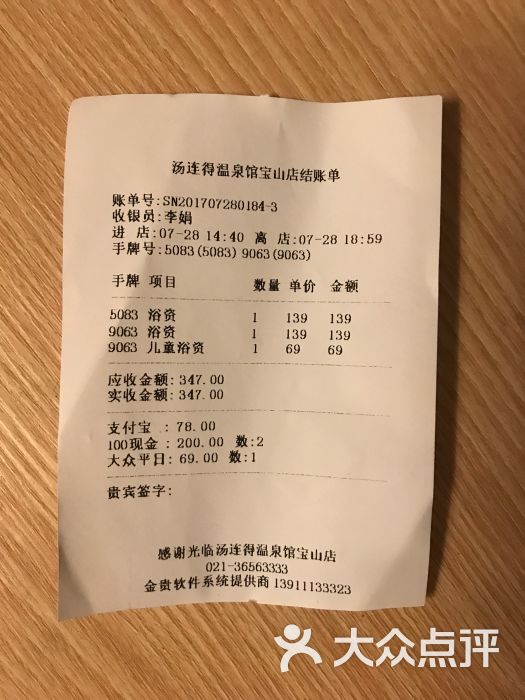 汤连得温泉馆宝山店结账单
账单号:SN201707280184-3
收银员:李娟
进 店:07-28 14:40 离 店:07-28 18:59
手牌号:5083(5083) 9063(9063)
手牌 项目 数量 单价 金额
5083 浴资 1 139 139
9063 浴资 1 139 139
9063 儿童浴资 1 69 69
应收金额:347.00
实收金额:347.00
支付宝 : 78.00
100现金 : 200.00 数:2
大众平日: 69.00 数:1
贵宾签字:
感谢光临汤连得温泉馆宝山店
021-36563333
金贵软件系统提供商 13911133323
大众点评